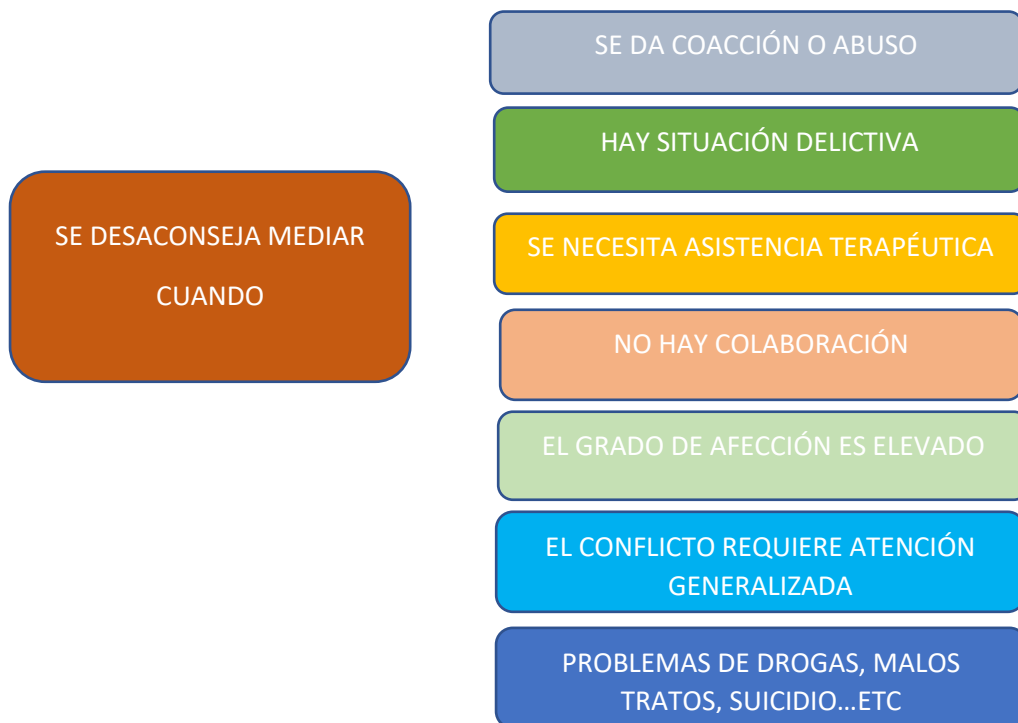 SE DESACONSEJA MEDIAR
CUANDO
SE DA COACCIÓN O ABUSO
HAY SITUACIÓN DELICTIVA
SE NECESITA ASISTENCIA TERAPÉUTICA
NO HAY COLABORACIÓN
EL GRADO DE AFECCIÓN ES ELEVADO
EL CONFLICTO REQUIERE ATENCIÓN
GENERALIZADA
PROBLEMAS DE DROGAS, MALOS
TRATOS, SUICIDIO...ETC